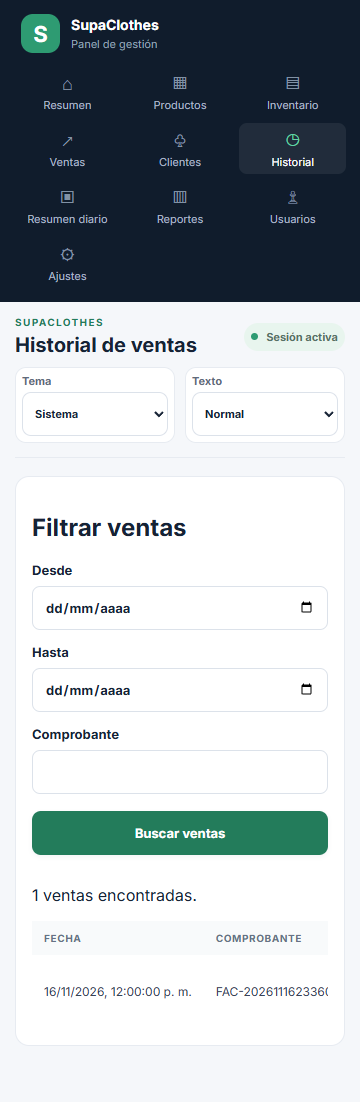 S
SupaClothes
Panel de gestión
Resumen
Productos
Inventario
Ventas
Clientes
Historial
Resumen diario
Reportes
Usuarios
Ajustes
SUPACLOTHES
Historial de ventas
Sesión activa
Tema
Texto
Sistema
Normal
Filtrar ventas
Desde
dd/mm/aaaa
Hasta
dd/mm/aaaa
Comprobante
Buscar ventas
1 ventas encontradas.
FECHA COMPROBANTE
16/11/2026, 12:00:00 p. m. FAC-2026111623360